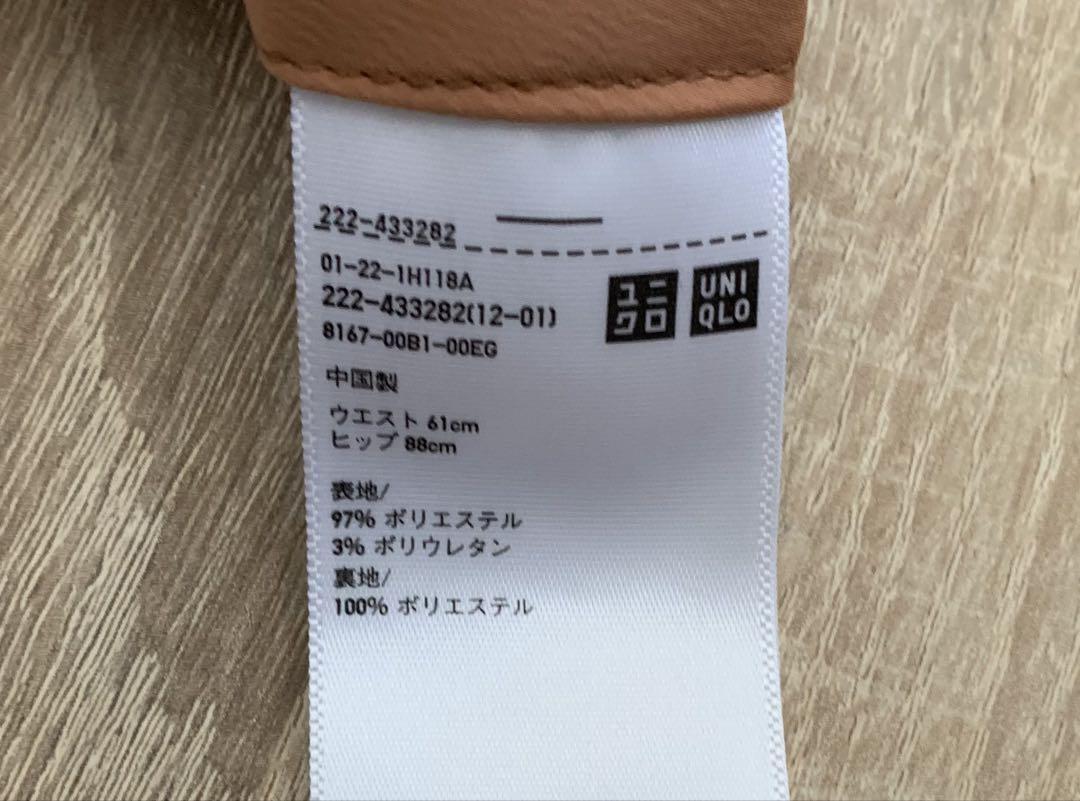 222-433282
01-22-1H118A
222-433282(12-01)
8167-00B1-00EG
ユニ
クロ
UNI
QLO
中国製
ウエスト 61cm
ヒップ 88cm
表地/
97% ポリエステル
3% ポリウレタン
裏地/
100% ポリエステル